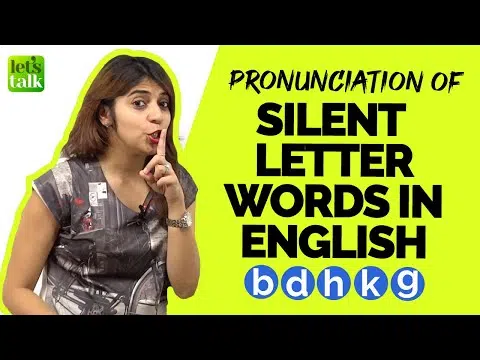 let's
talk
PRONUNCIATION OF
SILENT
LETTER
WORDS IN
ENGLISH
b d h k g